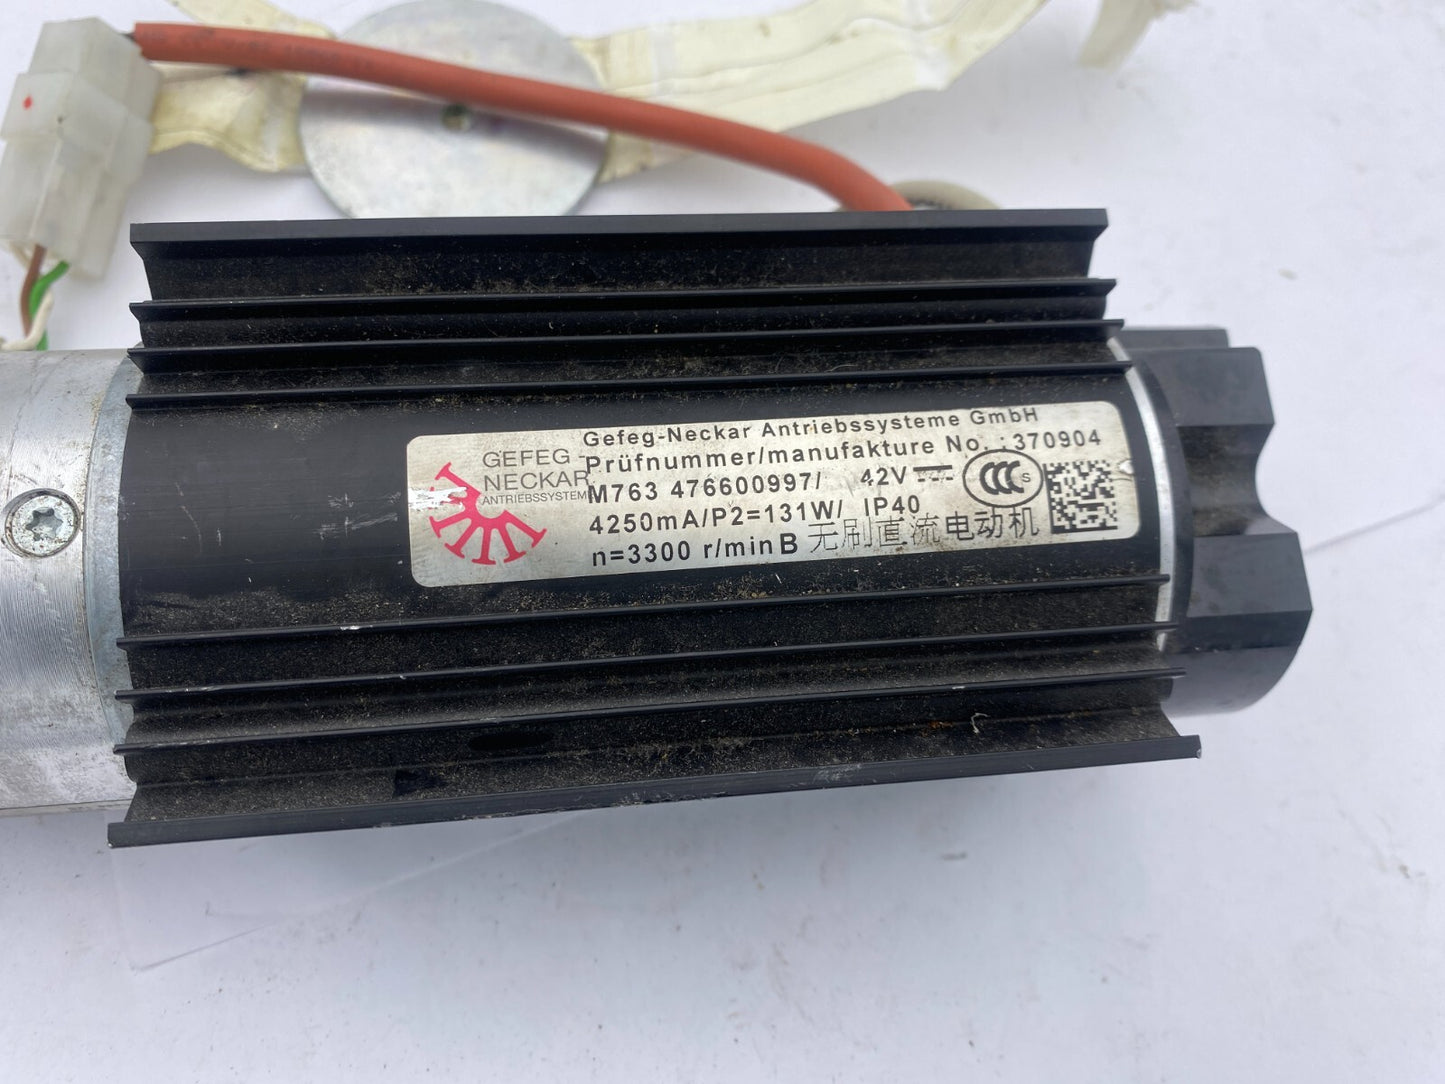 Gefeg-Neckar Antriebssysteme GmbH
Prüfnummer/manufakture No.:370904
M763 476600997/ 42V
4250mA/P2=131W/ IP40
n=3300 r/min B 无刷直流电动机
GEFEG -
NECKAR
ANTRIEBSSYSTEME
CCC S